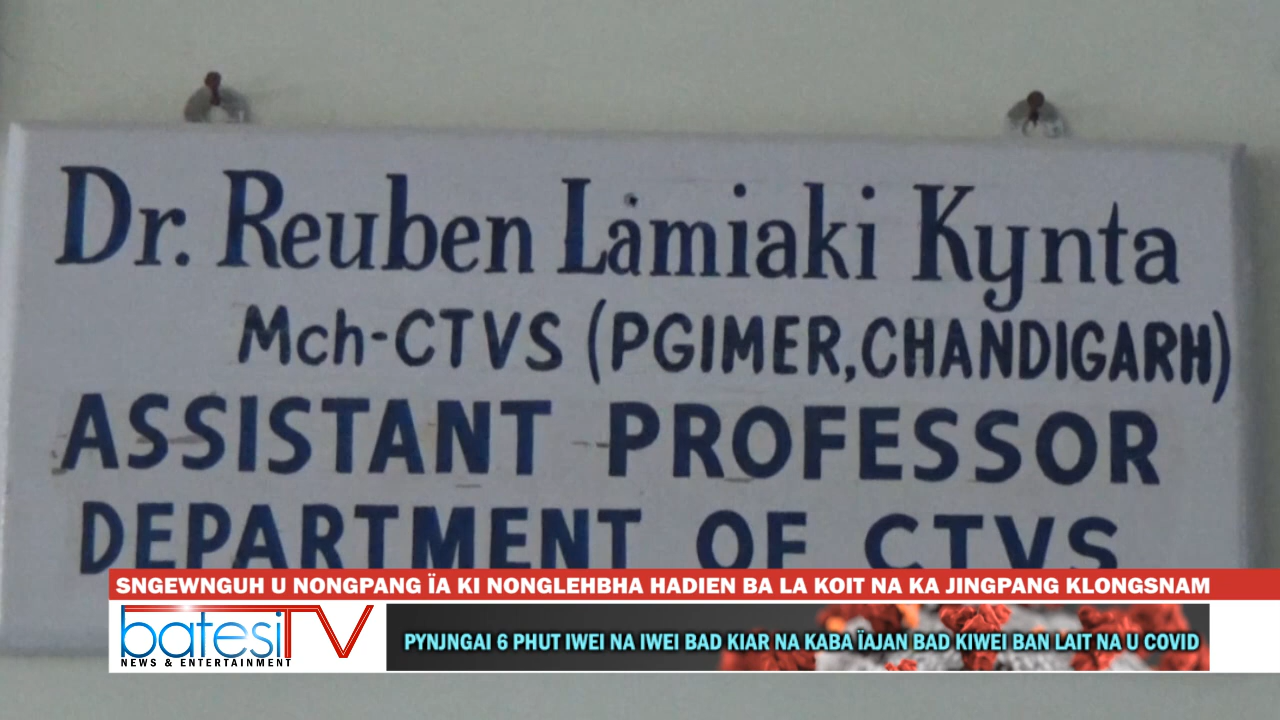 Dr. Reuben Lamiaki Kynta
Mch-CTVS (PGIMER, CHANDIGARH)
ASSISTANT PROFESSOR
DEPARTMENT OF CTVS
SNGEWNGUH U NONGPANG ÏA KI NONGLEHBHA HADIEN BA LA KOIT NA KA JINGPANG KLONGSNAM
batesi TV
NEWS & ENTERTAINMENT
PYNJNGAI 6 PHUT IWEI NA IWEI BAD KIAR NA KABA ÏAJAN BAD KIWEI BAN LAIT NA U COVID